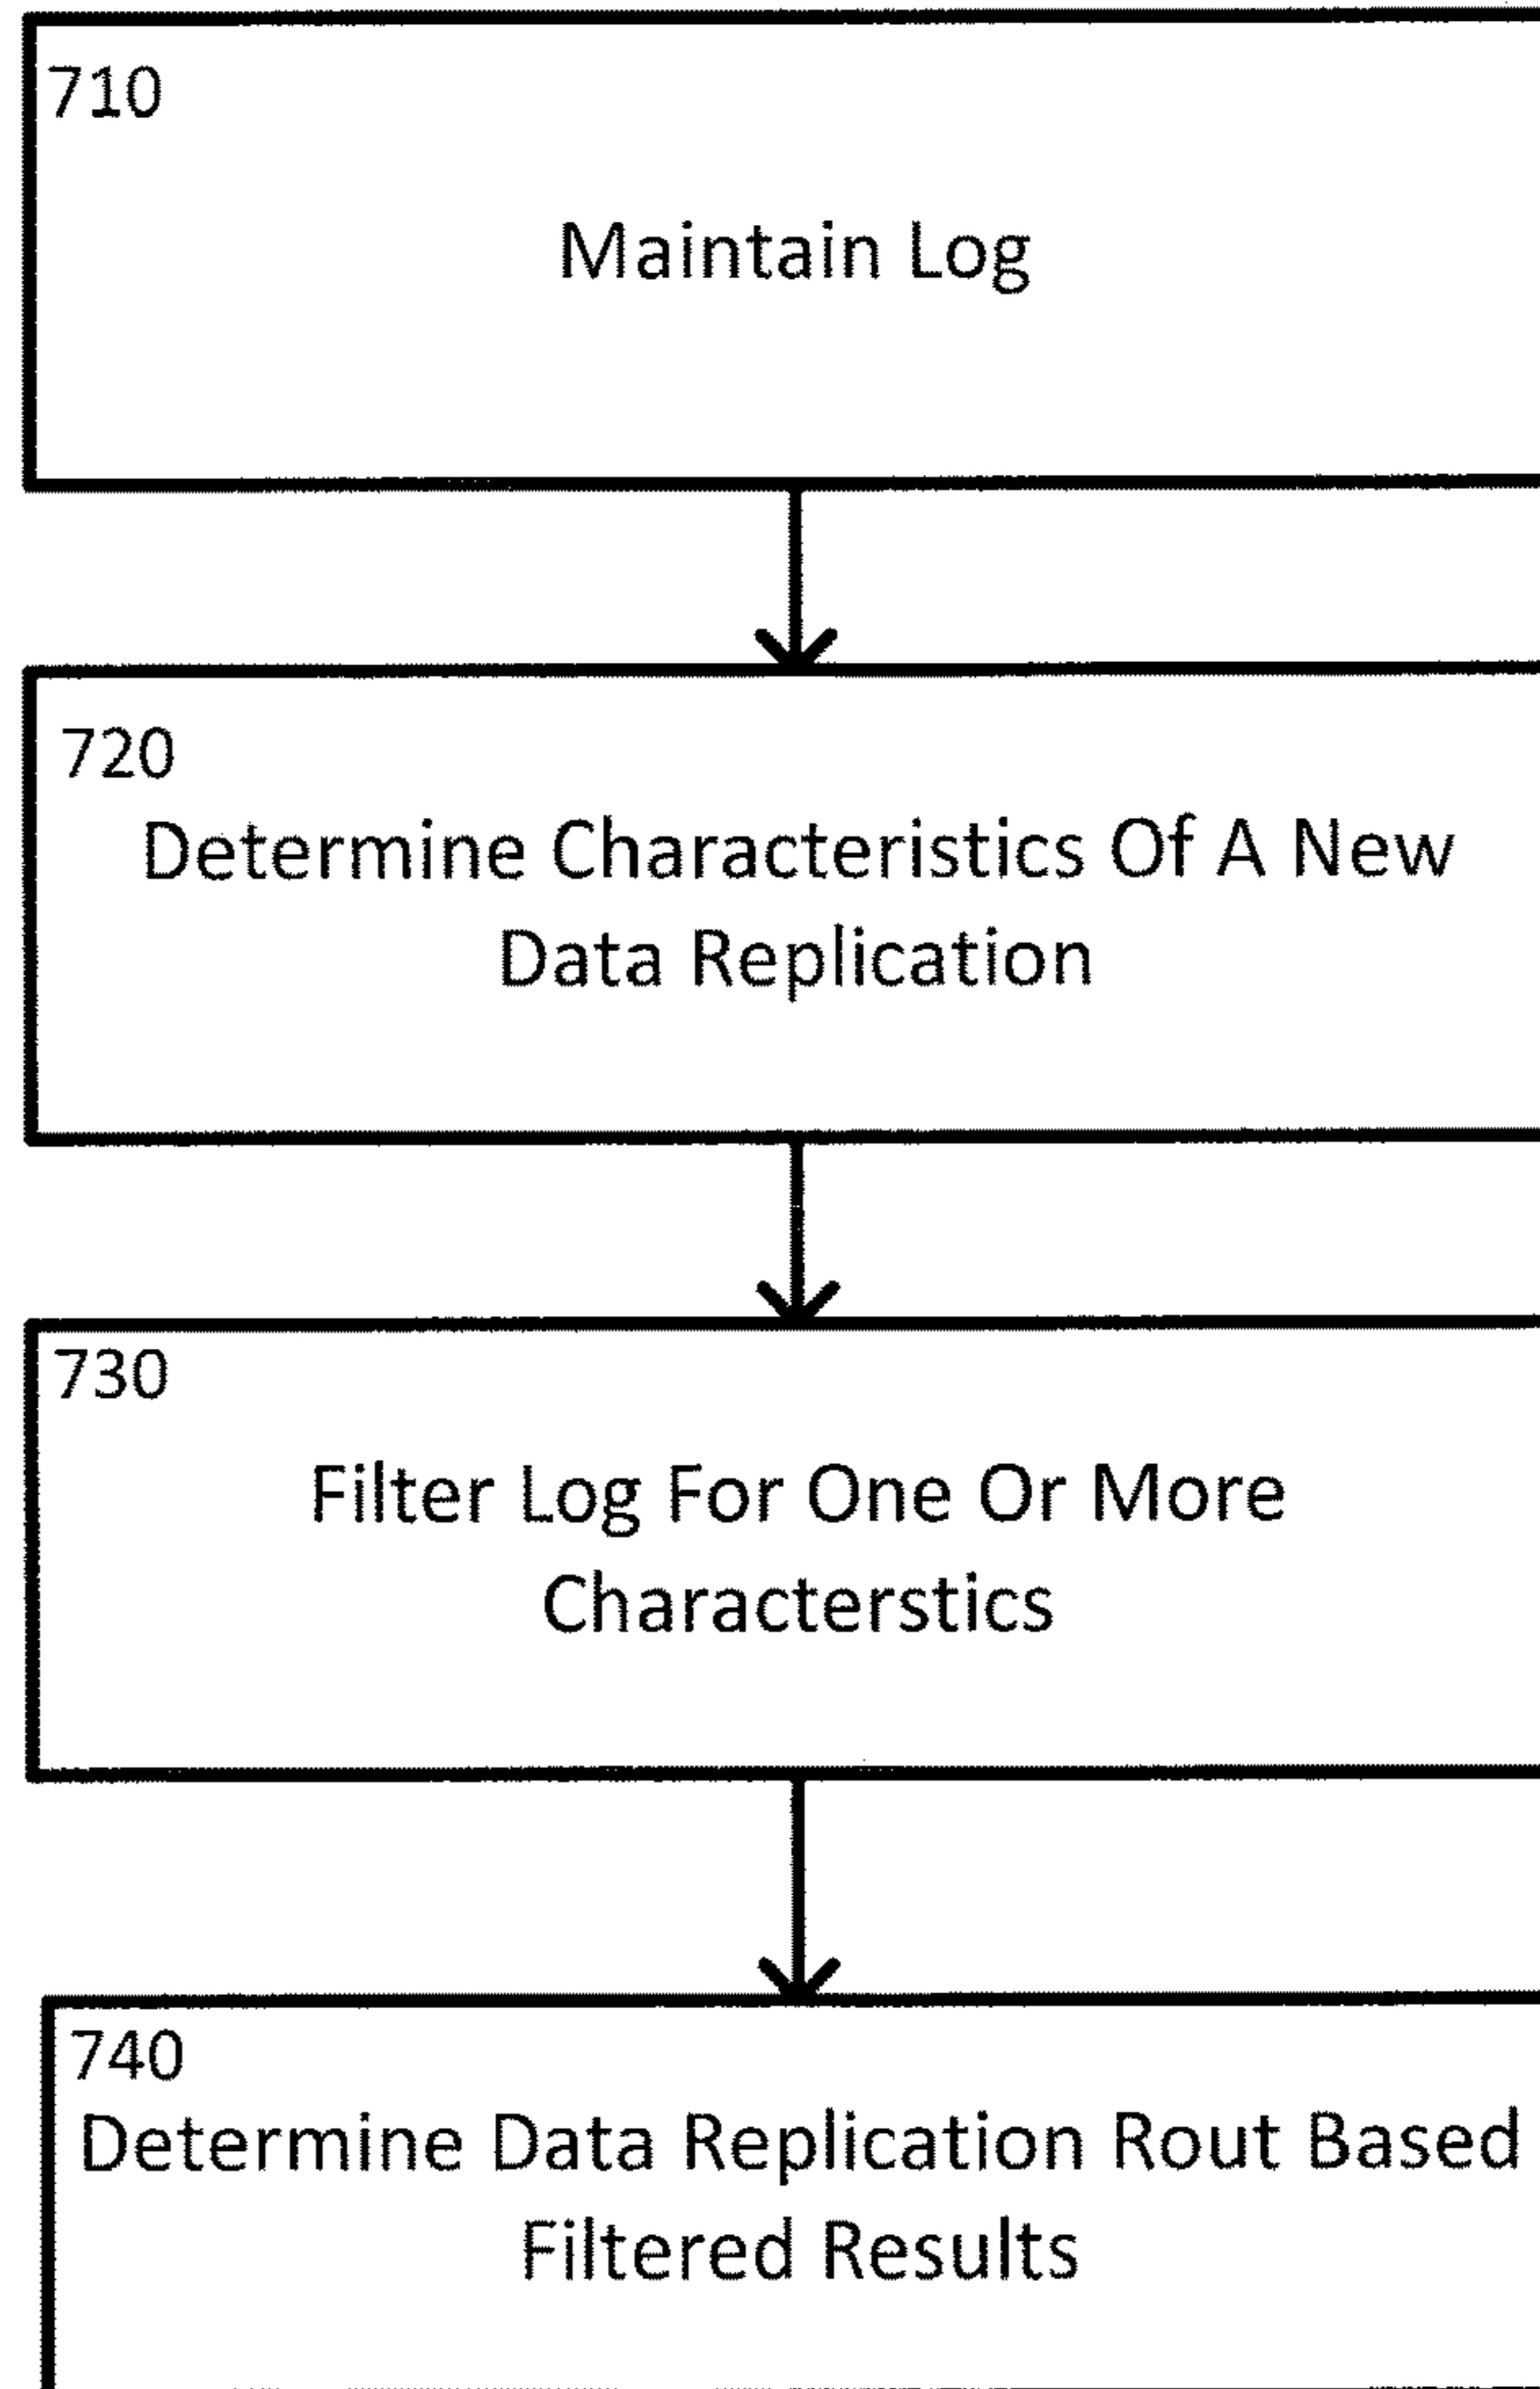 710
Maintain Log
720
Determine Characteristics Of A New
Data Replication
730
Filter Log For One Or More
Characterstics
740
Determine Data Replication Rout Based
Filtered Results